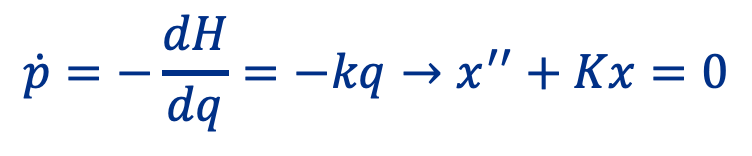 ṗ = − dH/dq = −kq → x′′ + Kx = 0